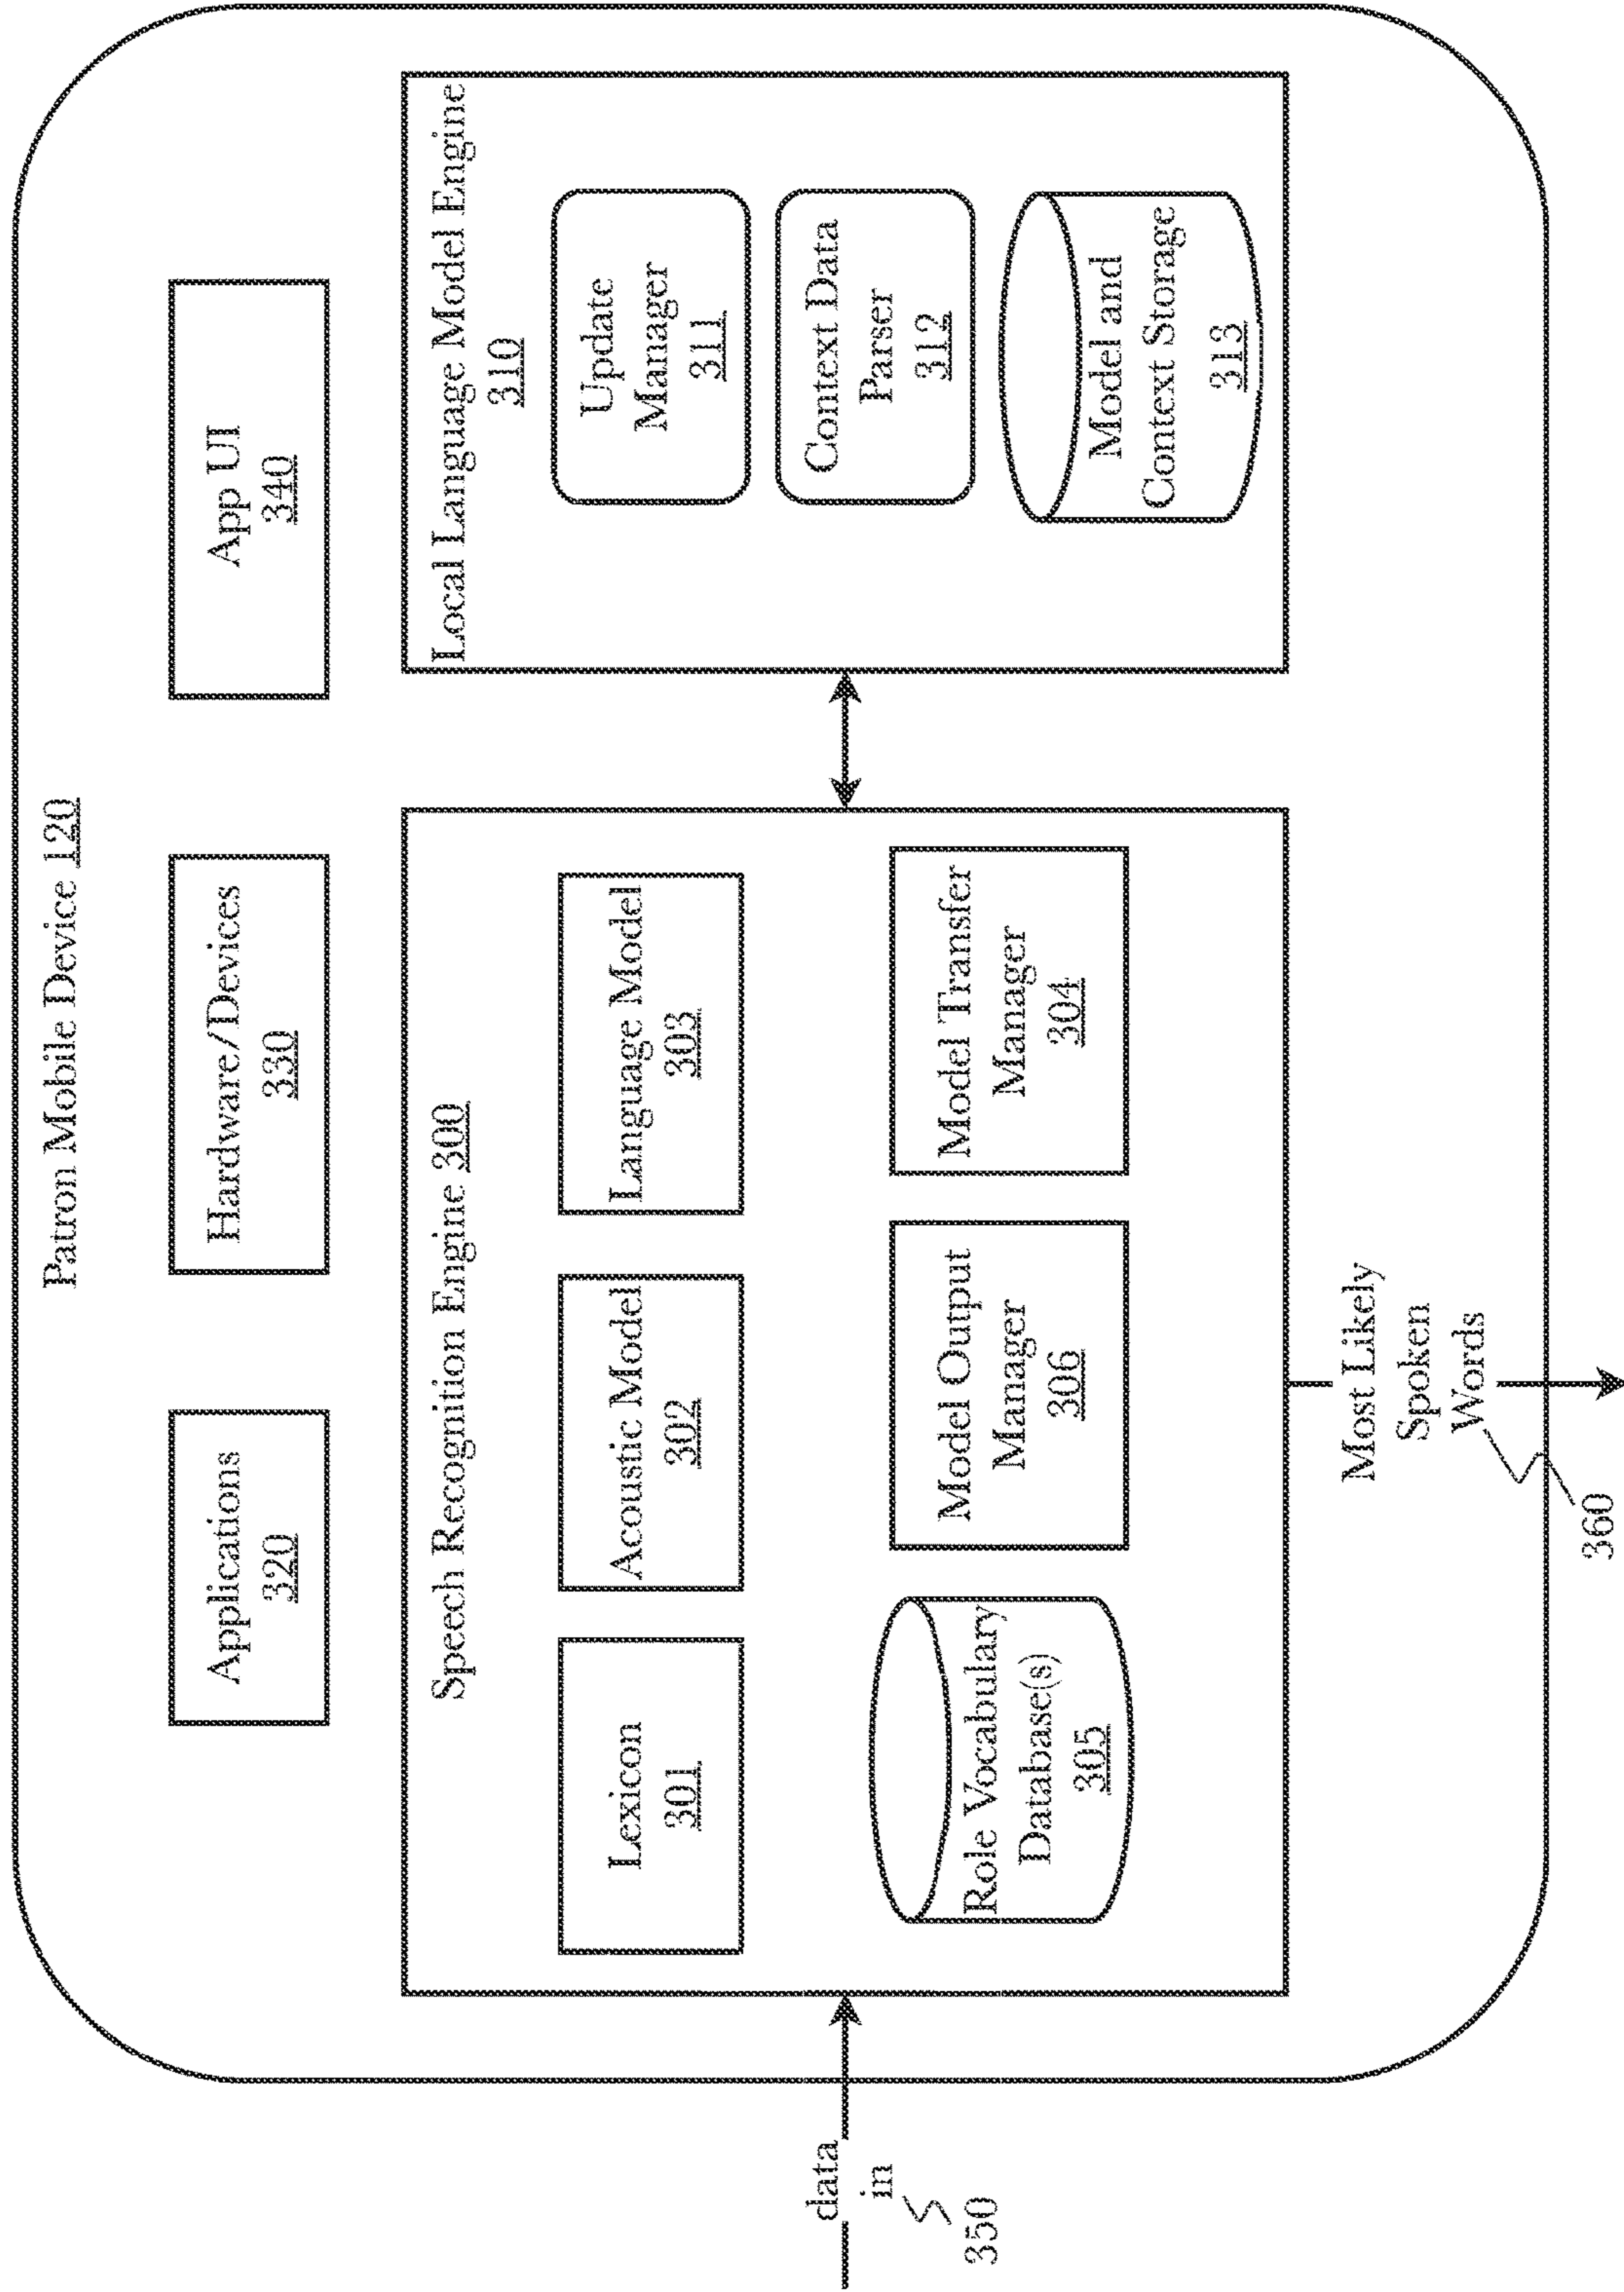 Patron Mobile Device 120
Applications
320
Hardware/Devices
330
App UI
340
Speech Recognition Engine 300
Lexicon
301
Acoustic Model
302
Language Model
303
Role Vocabulary
Database(s)
305
Model Output
Manager
306
Model Transfer
Manager
304
Local Language Model Engine
310
Update
Manager
311
Context Data
Parser
312
Model and
Context Storage
313
data
in
350
Most Likely
Spoken
Words
360